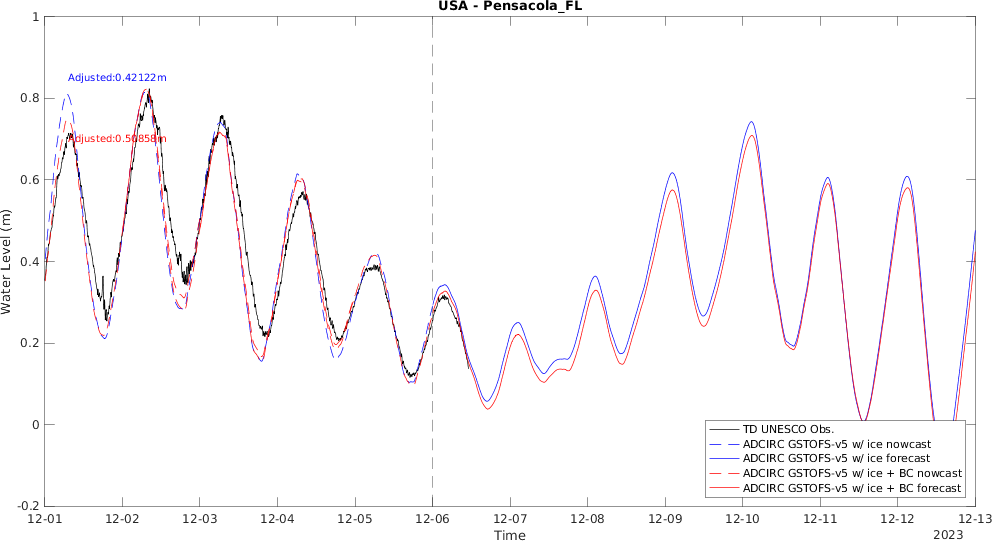 USA - Pensacola_FL
1
0.8
0.6
0.4
0.2
0
-0.2
Water Level (m)
Adjusted:0.42122m
Adjusted:0.50858m
TD UNESCO Obs.
ADCIRC GSTOFS-v5 w/ ice nowcast
ADCIRC GSTOFS-v5 w/ ice forecast
ADCIRC GSTOFS-v5 w/ ice + BC nowcast
ADCIRC GSTOFS-v5 w/ ice + BC forecast
12-01 12-02 12-03 12-04 12-05 12-06 12-07 12-08 12-09 12-10 12-11 12-12 12-13
Time
2023